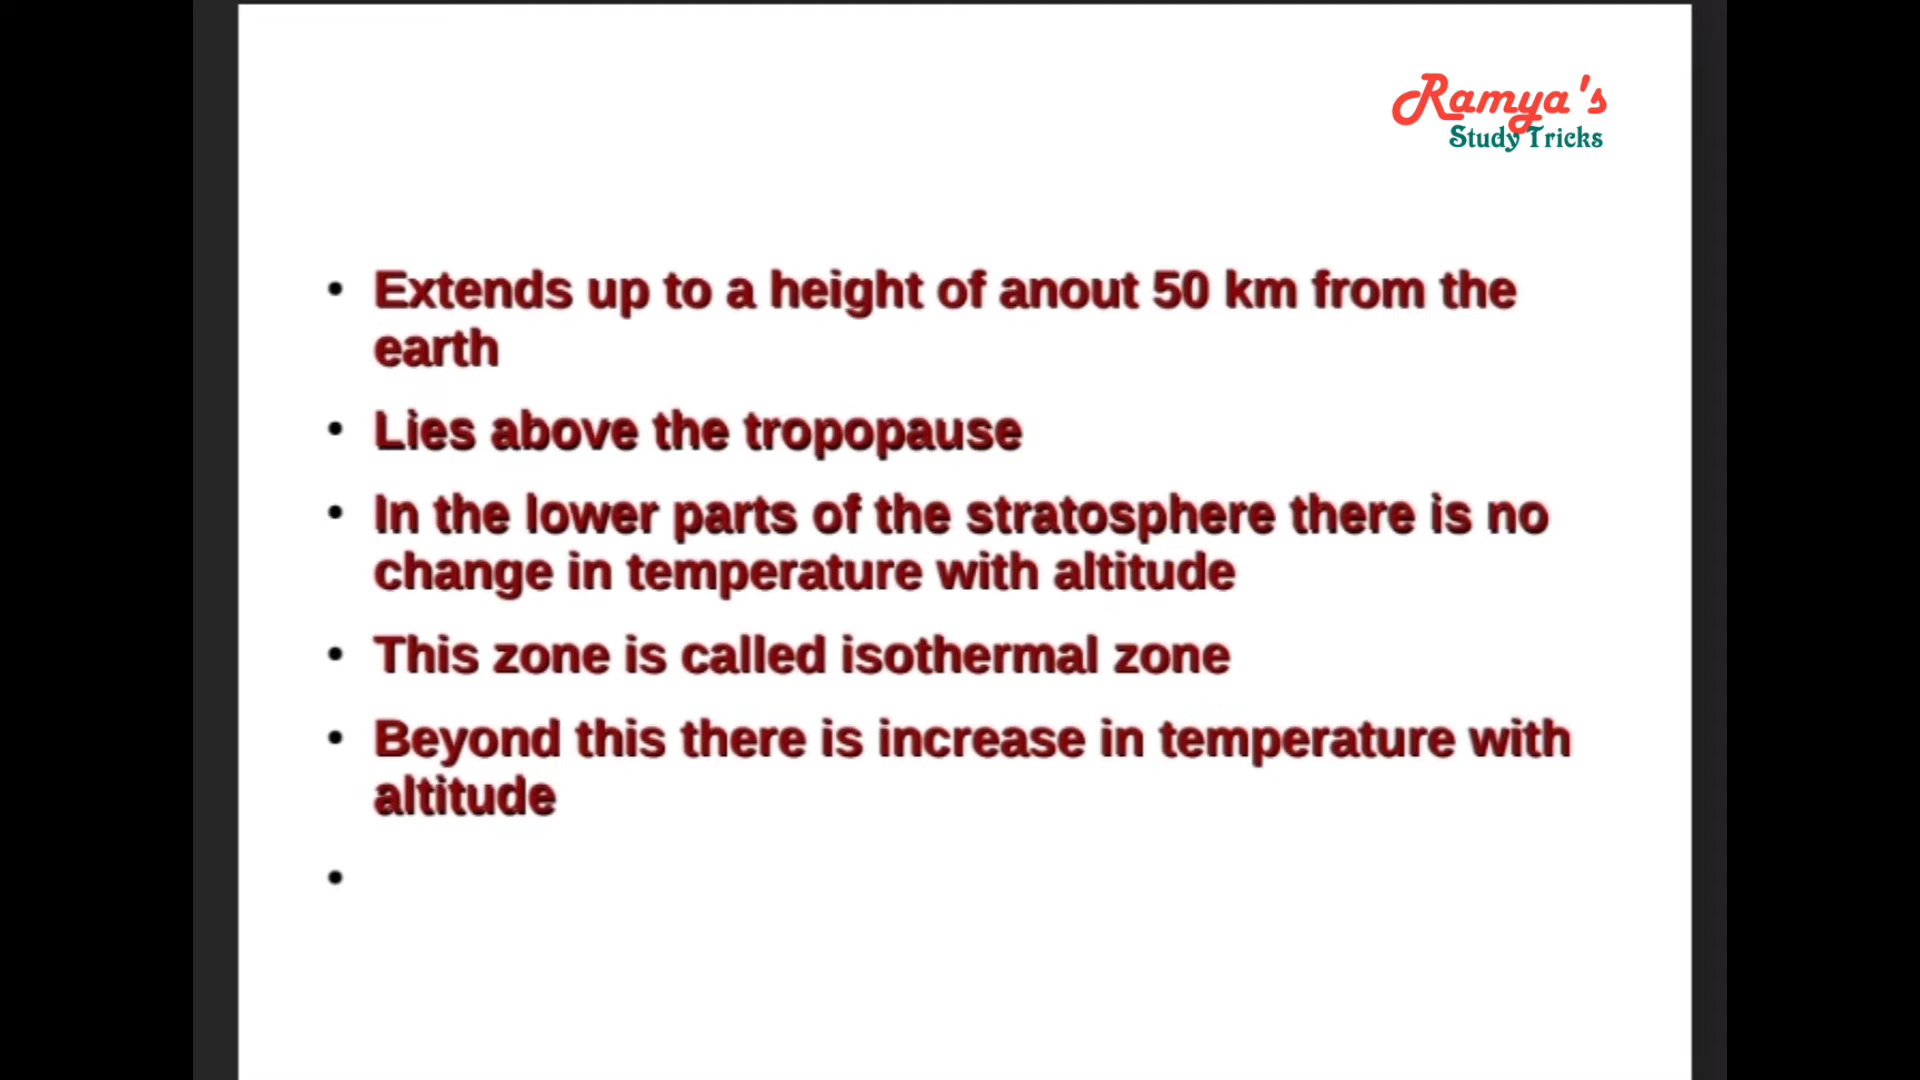 Ramya's
Study Tricks
• Extends up to a height of anout 50 km from the
earth
• Lies above the tropopause
• In the lower parts of the stratosphere there is no
change in temperature with altitude
• This zone is called isothermal zone
• Beyond this there is increase in temperature with
altitude
•